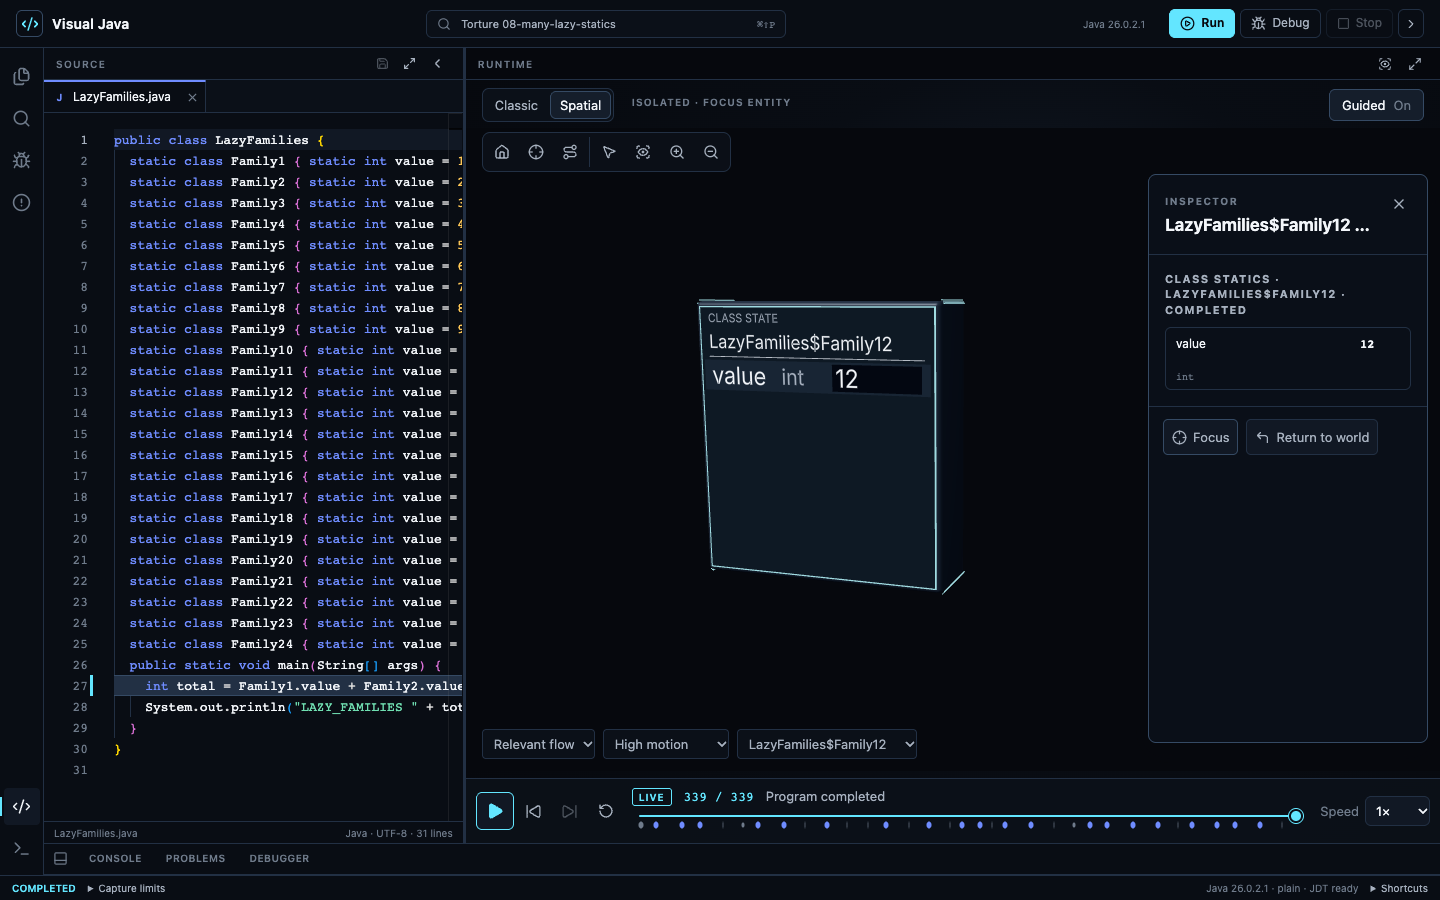 Visual Java
Torture 08-many-lazy-statics
⌘⇧P
Java 26.0.2.1
Run
Debug
Stop
SOURCE
J LazyFamilies.java
1 public class LazyFamilies {
2 static class Family1 { static int value = 1
3 static class Family2 { static int value = 2
4 static class Family3 { static int value = 3
5 static class Family4 { static int value = 4
6 static class Family5 { static int value = 5
7 static class Family6 { static int value = 6
8 static class Family7 { static int value = 7
9 static class Family8 { static int value = 8
10 static class Family9 { static int value = 9
11 static class Family10 { static int value =
12 static class Family11 { static int value =
13 static class Family12 { static int value =
14 static class Family13 { static int value =
15 static class Family14 { static int value =
16 static class Family15 { static int value =
17 static class Family16 { static int value =
18 static class Family17 { static int value =
19 static class Family18 { static int value =
20 static class Family19 { static int value =
21 static class Family20 { static int value =
22 static class Family21 { static int value =
23 static class Family22 { static int value =
24 static class Family23 { static int value =
25 static class Family24 { static int value =
26 public static void main(String[] args) {
27 int total = Family1.value + Family2.value
28 System.out.println("LAZY_FAMILIES " + tot
29 }
30 }
31
LazyFamilies.java
Java · UTF-8 · 31 lines
RUNTIME
Classic
Spatial
ISOLATED · FOCUS ENTITY
Guided On
CLASS STATE
LazyFamilies$Family12
value int 12
INSPECTOR
LazyFamilies$Family12 ...
CLASS STATICS ·
LAZYFAMILIES$FAMILY12 ·
COMPLETED
value 12
int
Focus
Return to world
Relevant flow
High motion
LazyFamilies$Family12
LIVE 339 / 339 Program completed
Speed 1×
CONSOLE
PROBLEMS
DEBUGGER
COMPLETED
Capture limits
Java 26.0.2.1 · plain · JDT ready
Shortcuts